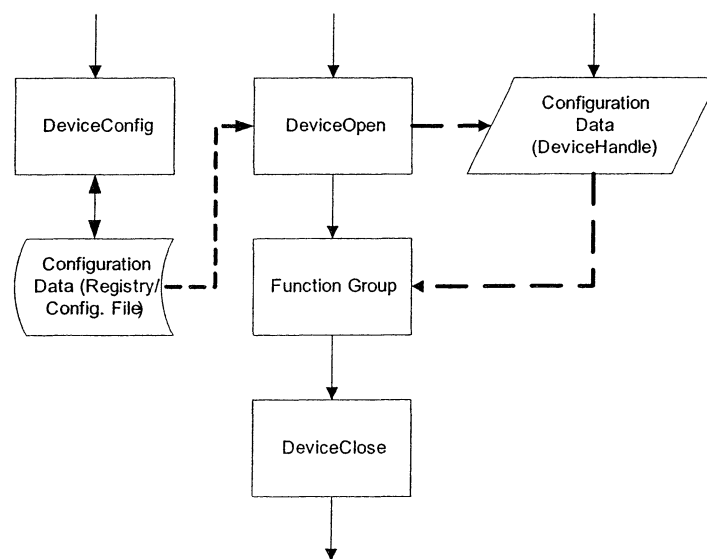 DeviceConfig
DeviceOpen
Configuration
Data
(DeviceHandle)
Configuration
Data (Registry/
Config. File)
Function Group
DeviceClose